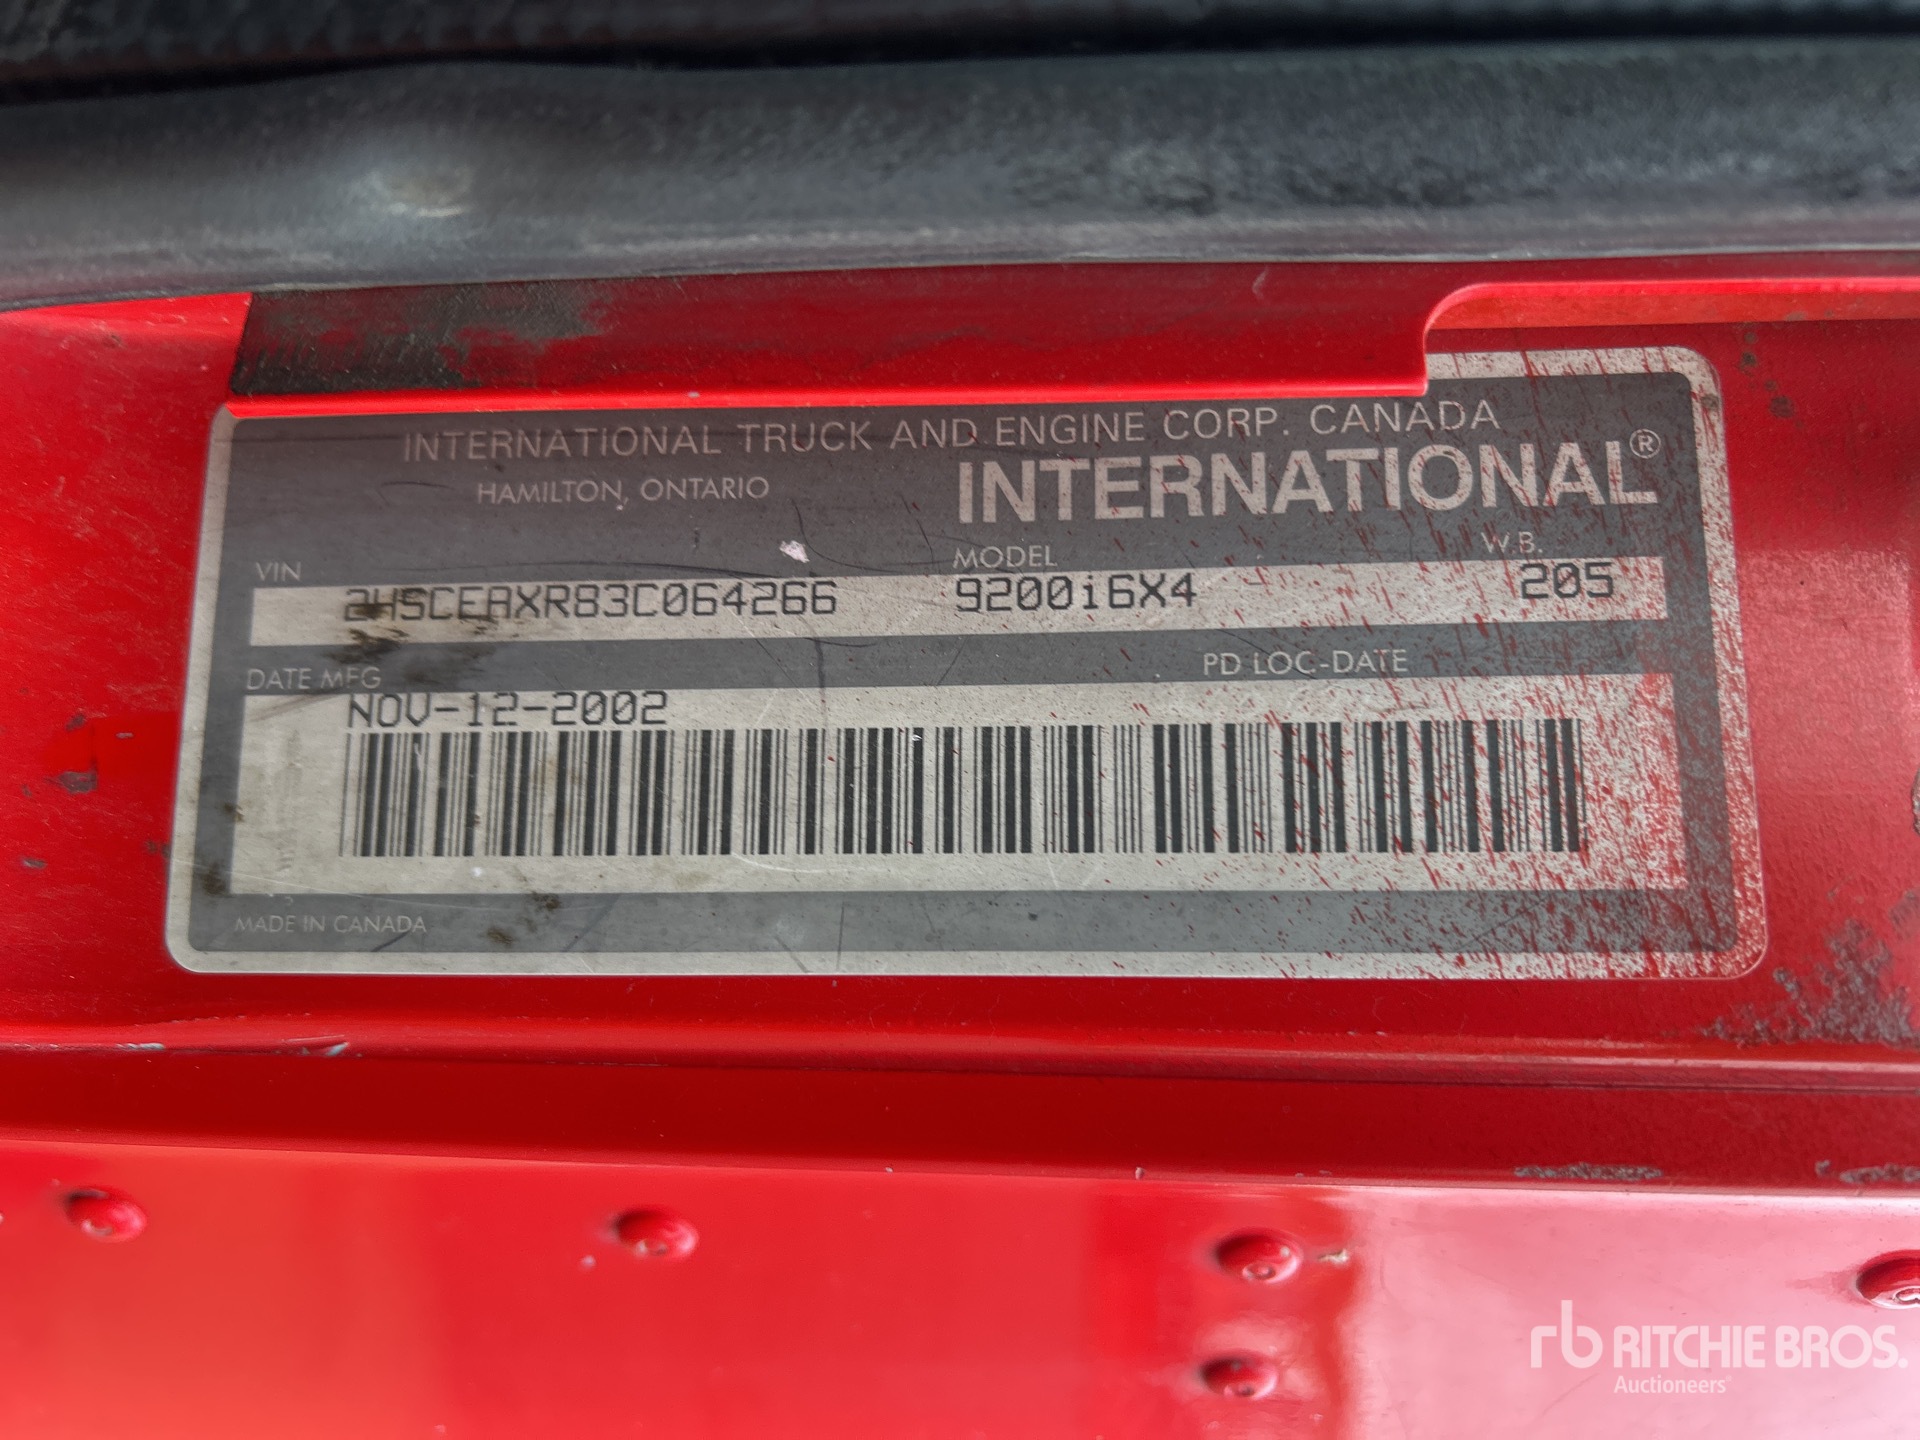 INTERNATIONAL TRUCK AND ENGINE CORP. CANADA
HAMILTON, ONTARIO
INTERNATIONAL®
VIN MODEL W.B.
2HSCEAXR83C064266 9200i6X4 205
DATE MFG PD LOC-DATE
NOV-12-2002
MADE IN CANADA
rb RITCHIE BROS.
Auctioneers